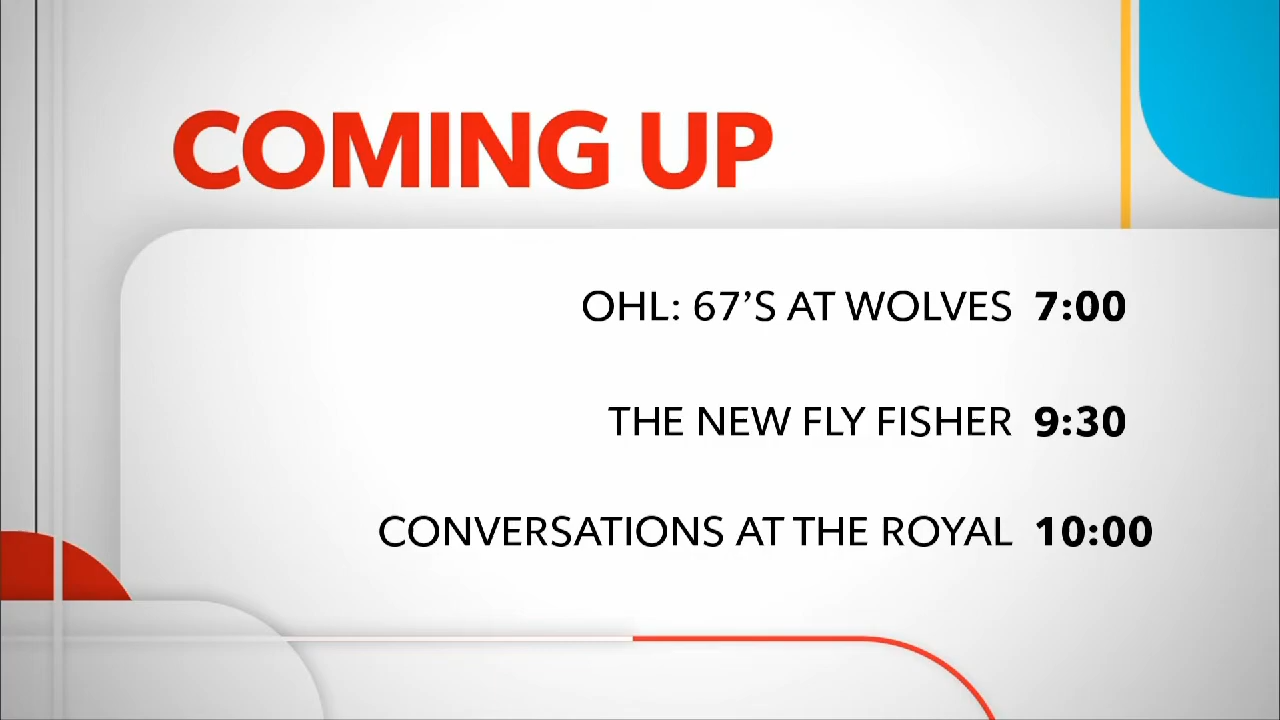 COMING UP
OHL: 67’S AT WOLVES 7:00
THE NEW FLY FISHER 9:30
CONVERSATIONS AT THE ROYAL 10:00